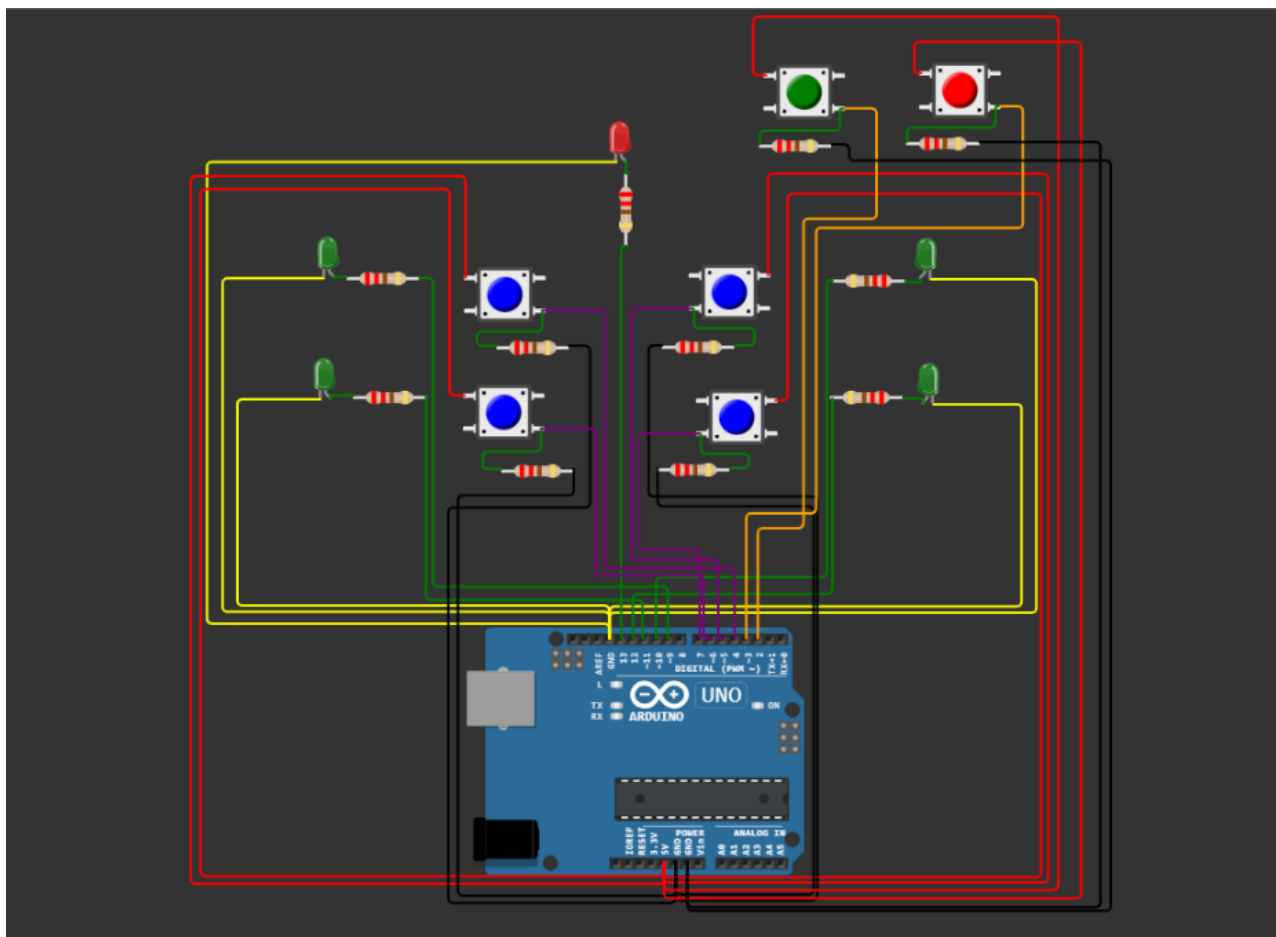 AREF
GND
13
12
~11
~10
~9
8
7
~6
~5
4
~3
2
TX→1
RX←0
DIGITAL (PWM ~)
L
TX
RX
UNO
ON
ARDUINO
IOREF
RESET
3.3V
5V
GND
GND
Vin
POWER
ANALOG IN
A0
A1
A2
A3
A4
A5